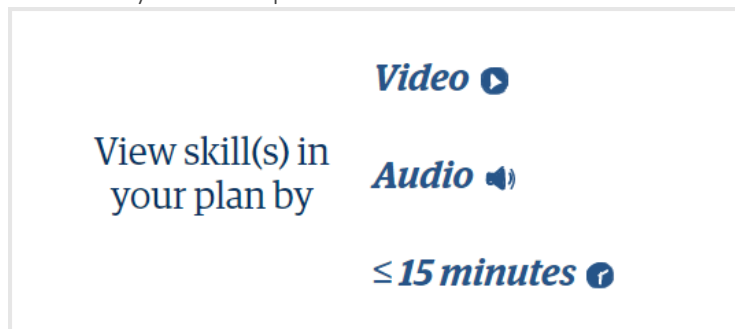 View skill(s) in
your plan by
Video
Audio
≤ 15 minutes